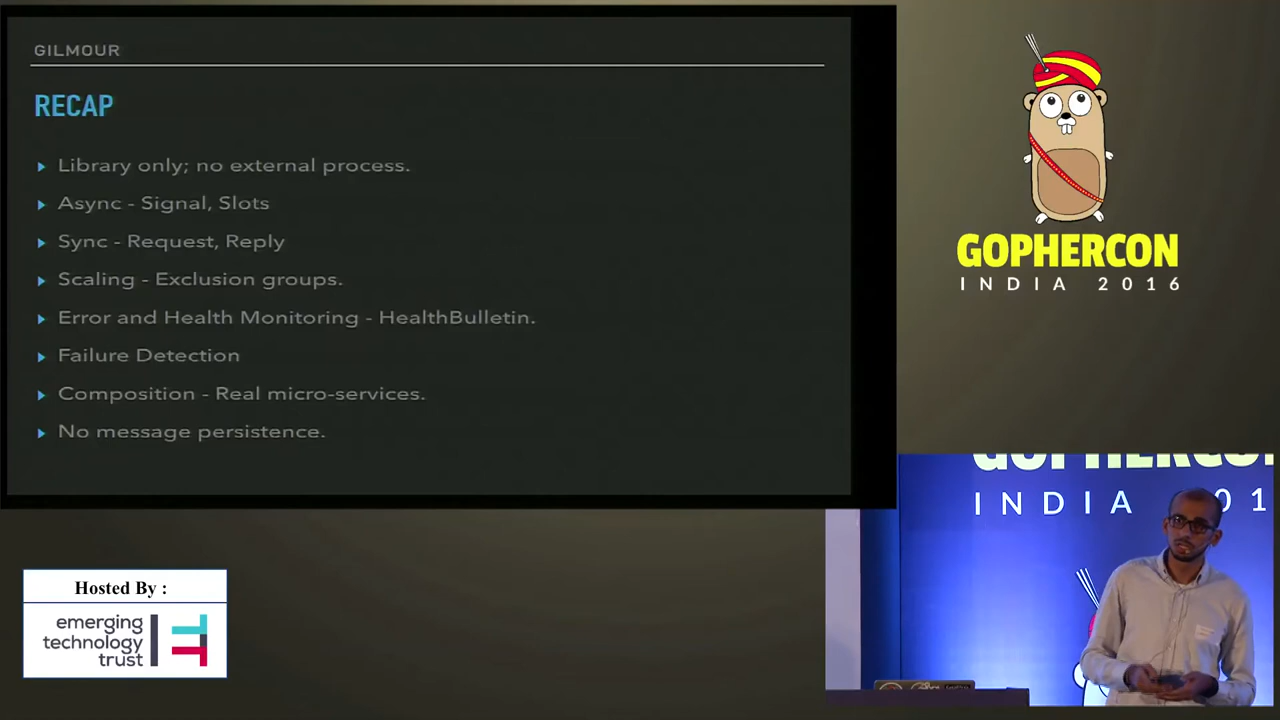 GILMOUR
RECAP
Library only; no external process.
Async - Signal, Slots
Sync - Request, Reply
Scaling - Exclusion groups.
Error and Health Monitoring - HealthBulletin.
Failure Detection
Composition - Real micro-services.
No message persistence.
GOPHERCON
INDIA 2016
GOPHERCON
INDIA 201
Hosted By :
emerging
technology
trust